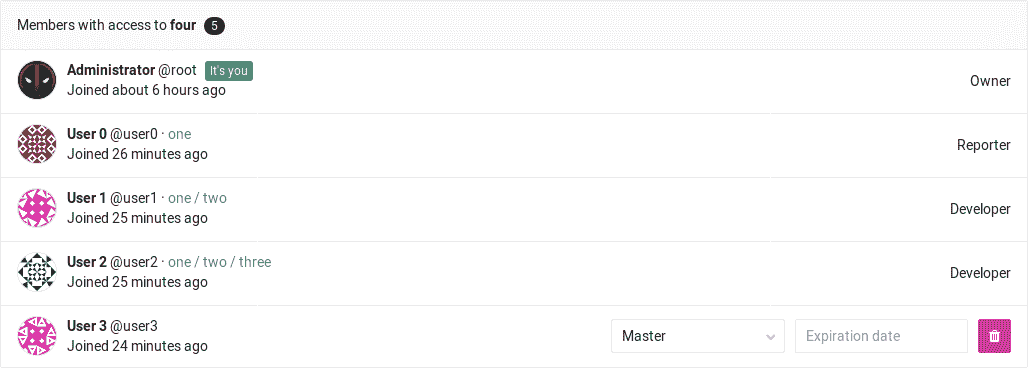 Members with access to four 5
Administrator @root It's you
Joined about 6 hours ago
Owner
User 0 @user0 · one
Joined 26 minutes ago
Reporter
User 1 @user1 · one / two
Joined 25 minutes ago
Developer
User 2 @user2 · one / two / three
Joined 25 minutes ago
Developer
User 3 @user3
Joined 24 minutes ago
Master
Expiration date